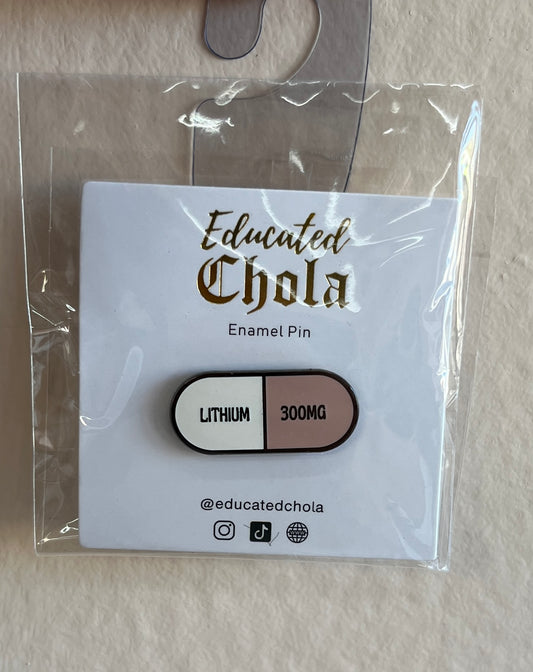 Educated
Chola
Enamel Pin
LITHIUM 300MG
@educatedchola